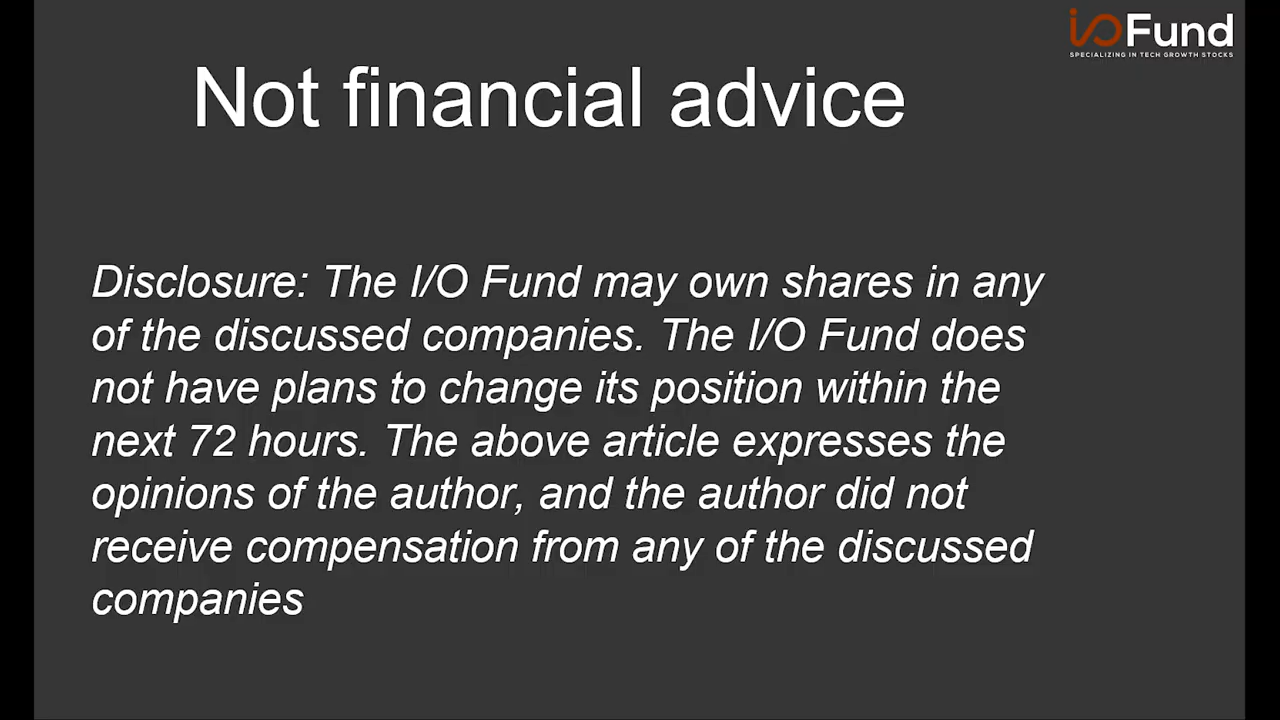 i/o Fund
SPECIALIZING IN TECH GROWTH STOCKS
Not financial advice
Disclosure: The I/O Fund may own shares in any
of the discussed companies. The I/O Fund does
not have plans to change its position within the
next 72 hours. The above article expresses the
opinions of the author, and the author did not
receive compensation from any of the discussed
companies